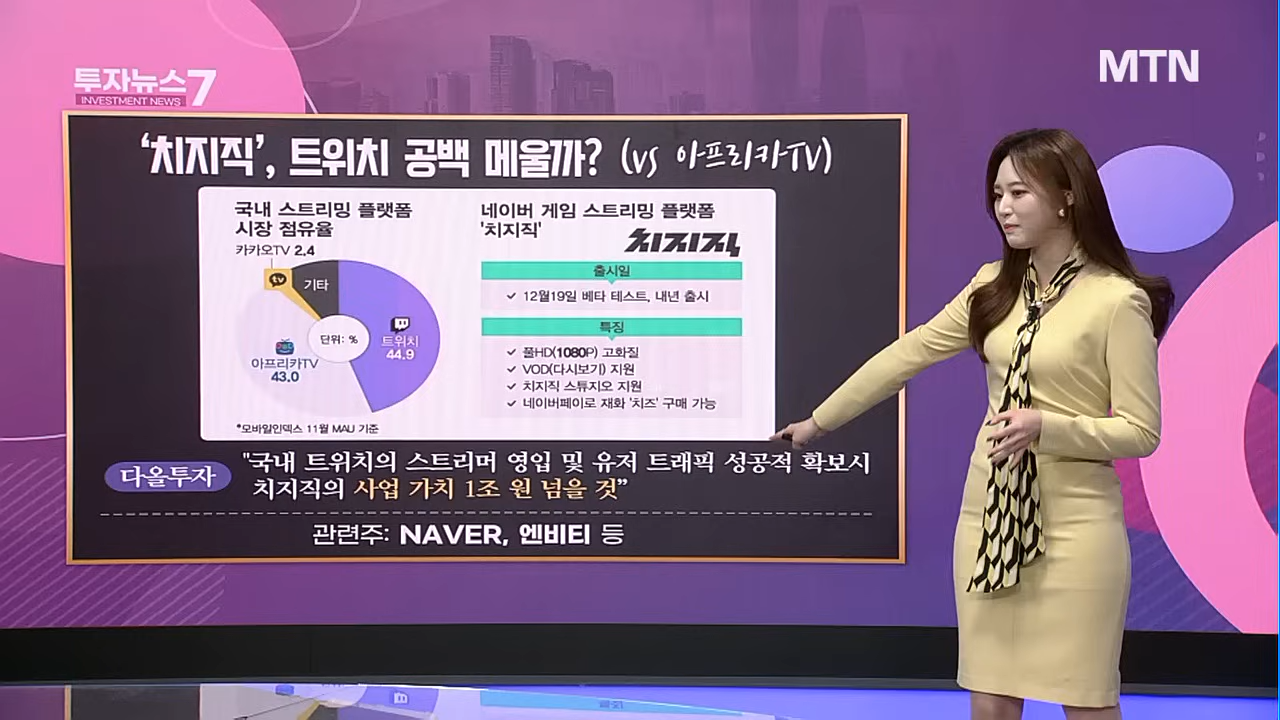 투자뉴스7
INVESTMENT NEWS
MTN
'치지직', 트위치 공백 메울까? (vs 아프리카TV)
국내 스트리밍 플랫폼
시장 점유율
카카오TV 2.4
tv
기타
단위: %
트위치
44.9
아프리카TV
43.0
*모바일인덱스 11월 MAU 기준
네이버 게임 스트리밍 플랫폼
'치지직'
치지직
출시일
✓ 12월19일 베타 테스트, 내년 출시
특징
✓ 풀HD(1080P) 고화질
✓ VOD(다시보기) 지원
✓ 치지직 스튜디오 지원
✓ 네이버페이로 재화 '치즈' 구매 가능
다올투자
"국내 트위치의 스트리머 영입 및 유저 트래픽 성공적 확보시
치지직의 사업 가치 1조 원 넘을 것"
관련주: NAVER, 엔비티 등